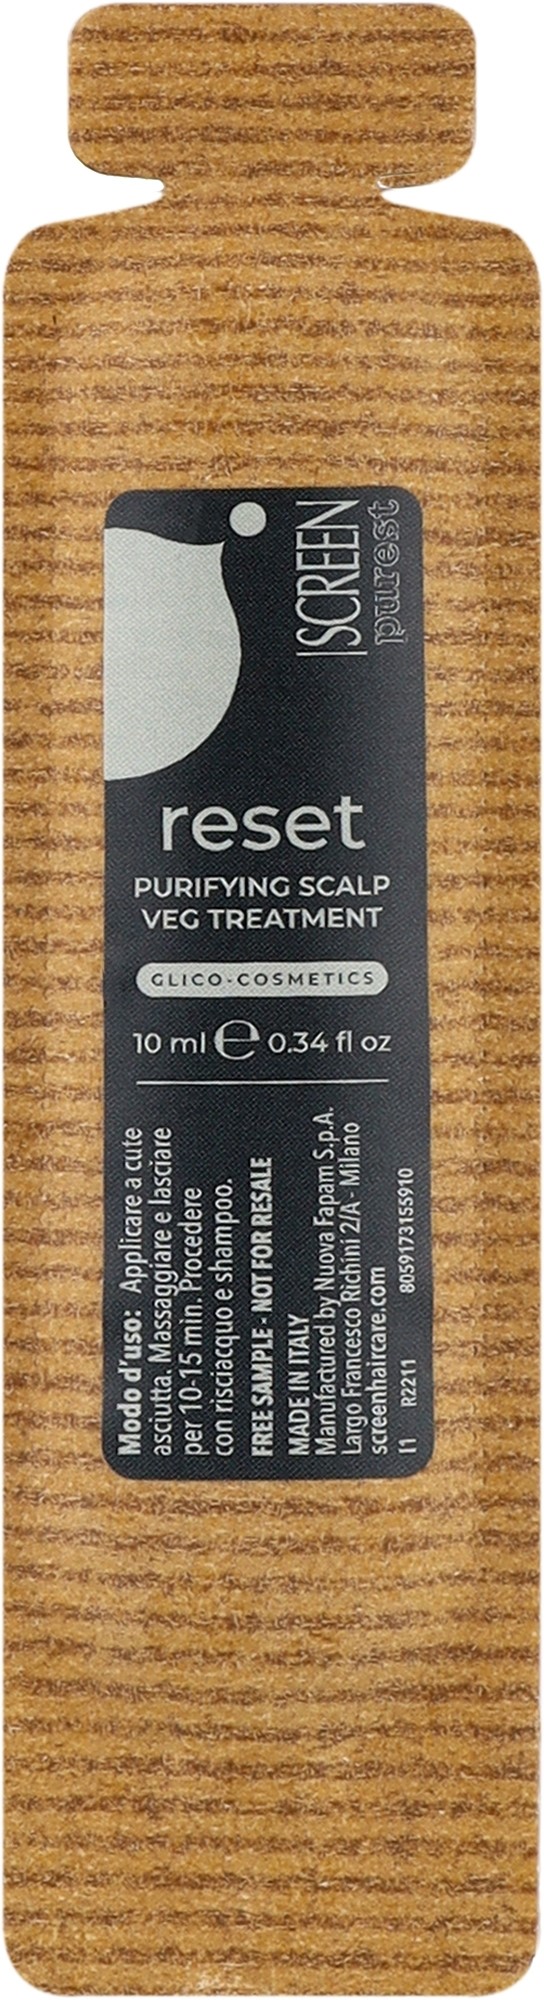 SCREEN
purest
reset
PURIFYING SCALP
VEG TREATMENT
GLICO-COSMETICS
10 ml ℮ 0.34 fl oz
Modo d'uso: Applicare a cute
asciutta. Massaggiare e lasciare
per 10-15 min. Procedere
con risciacquo e shampoo.
FREE SAMPLE - NOT FOR RESALE
MADE IN ITALY
Manufactured by Nuova Fapam S.p.A.
Largo Francesco Richini 2/A - Milano
screenhaircare.com
I1 R2211 8059173155910